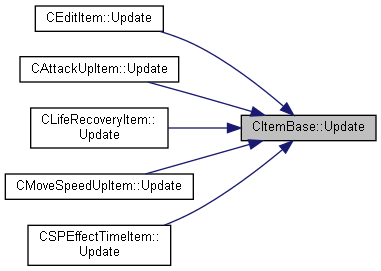 CEditItem::Update
CAttackUpItem::Update
CLifeRecoveryItem::
Update
CItemBase::Update
CMoveSpeedUpItem::Update
CSPEffectTimeItem::
Update